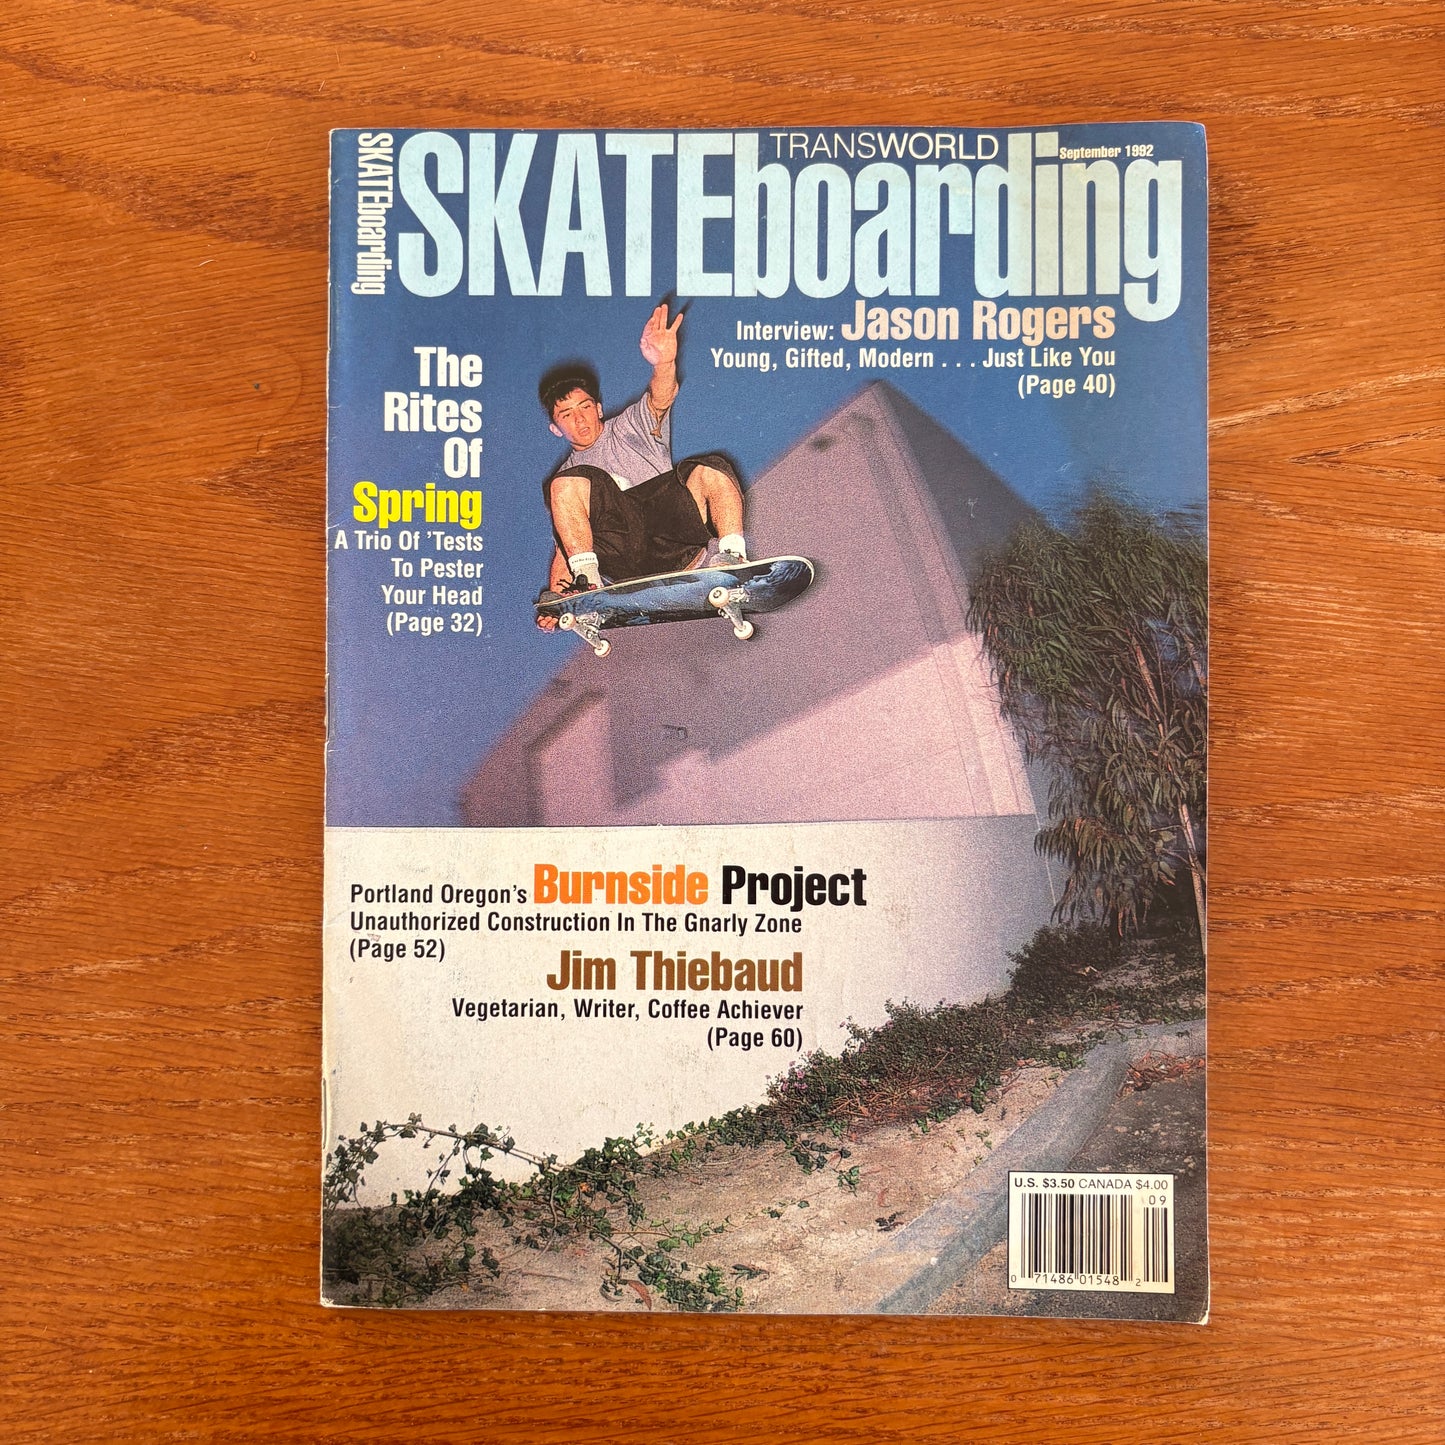 SKATEboarding
TRANSWORLD
SKATEboarding
September 1992
Interview: Jason Rogers
Young, Gifted, Modern . . . Just Like You
(Page 40)
The
Rites
Of
Spring
A Trio Of 'Tests
To Pester
Your Head
(Page 32)
Portland Oregon's Burnside Project
Unauthorized Construction In The Gnarly Zone
(Page 52)
Jim Thiebaud
Vegetarian, Writer, Coffee Achiever
(Page 60)
U.S. $3.50 CANADA $4.00
09
0 71486 01548 2